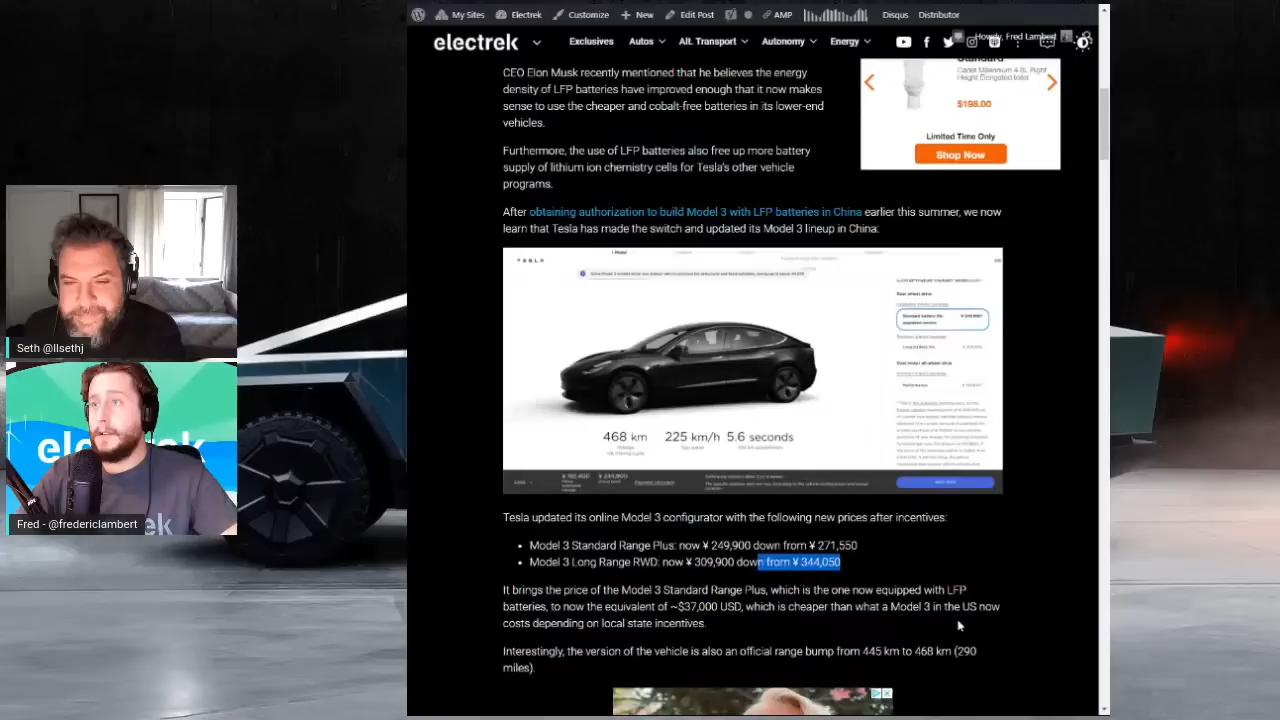 My Sites
Electrek
Customize
New
Edit Post
AMP
Disqus
Distributor
electrek
Exclusives
Autos
Alt. Transport
Autonomy
Energy
Howdy, Fred Lambert
CEO Elon Musk recently mentioned that he believes the energy
density of LFP batteries have improved enough that it now makes
sense to use the cheaper and cobalt-free batteries in its lower-end
vehicles.
Standard
Cadet Millennium 4.8L Right
Height Elongated toilet
$198.00
Limited Time Only
Shop Now
Furthermore, the use of LFP batteries also free up more battery
supply of lithium ion chemistry cells for Tesla's other vehicle
programs.
After obtaining authorization to build Model 3 with LFP batteries in China earlier this summer, we now
learn that Tesla has made the switch and updated its Model 3 lineup in China:
TESLA
Rear wheel drive
Performance
468 km
225 km/h
5.6 seconds
Tesla updated its online Model 3 configurator with the following new prices after incentives:
• Model 3 Standard Range Plus: now ¥ 249,900 down from ¥ 271,550
• Model 3 Long Range RWD: now ¥ 309,900 down from ¥ 344,050
It brings the price of the Model 3 Standard Range Plus, which is the one now equipped with LFP
batteries, to now the equivalent of ~$37,000 USD, which is cheaper than what a Model 3 in the US now
costs depending on local state incentives.
Interestingly, the version of the vehicle is also an official range bump from 445 km to 468 km (290
miles).
Seth @llsethj
electrek
@fredericlambert